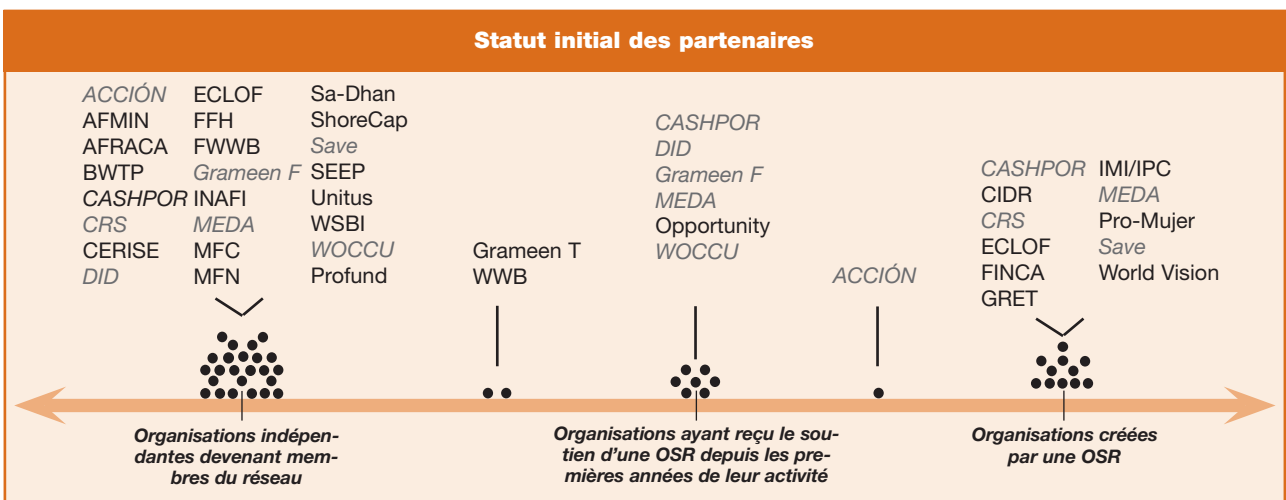 Statut initial des partenaires
ACCIÓN
AFMIN
AFRACA
BWTP
CASHPOR
CRS
CERISE
DID
ECLOF
FFH
FWWB
Grameen F
INAFI
MEDA
MFC
MFN
Sa-Dhan
ShoreCap
Save
SEEP
Unitus
WSBI
WOCCU
Profund
Grameen T
WWB
CASHPOR
DID
Grameen F
MEDA
Opportunity
WOCCU
ACCIÓN
CASHPOR
CIDR
CRS
ECLOF
FINCA
GRET
IMI/IPC
MEDA
Pro-Mujer
Save
World Vision
Organisations indépen-
dantes devenant mem-
bres du réseau
Organisations ayant reçu le sou-
tien d'une OSR depuis les pre-
mières années de leur activité
Organisations créées
par une OSR